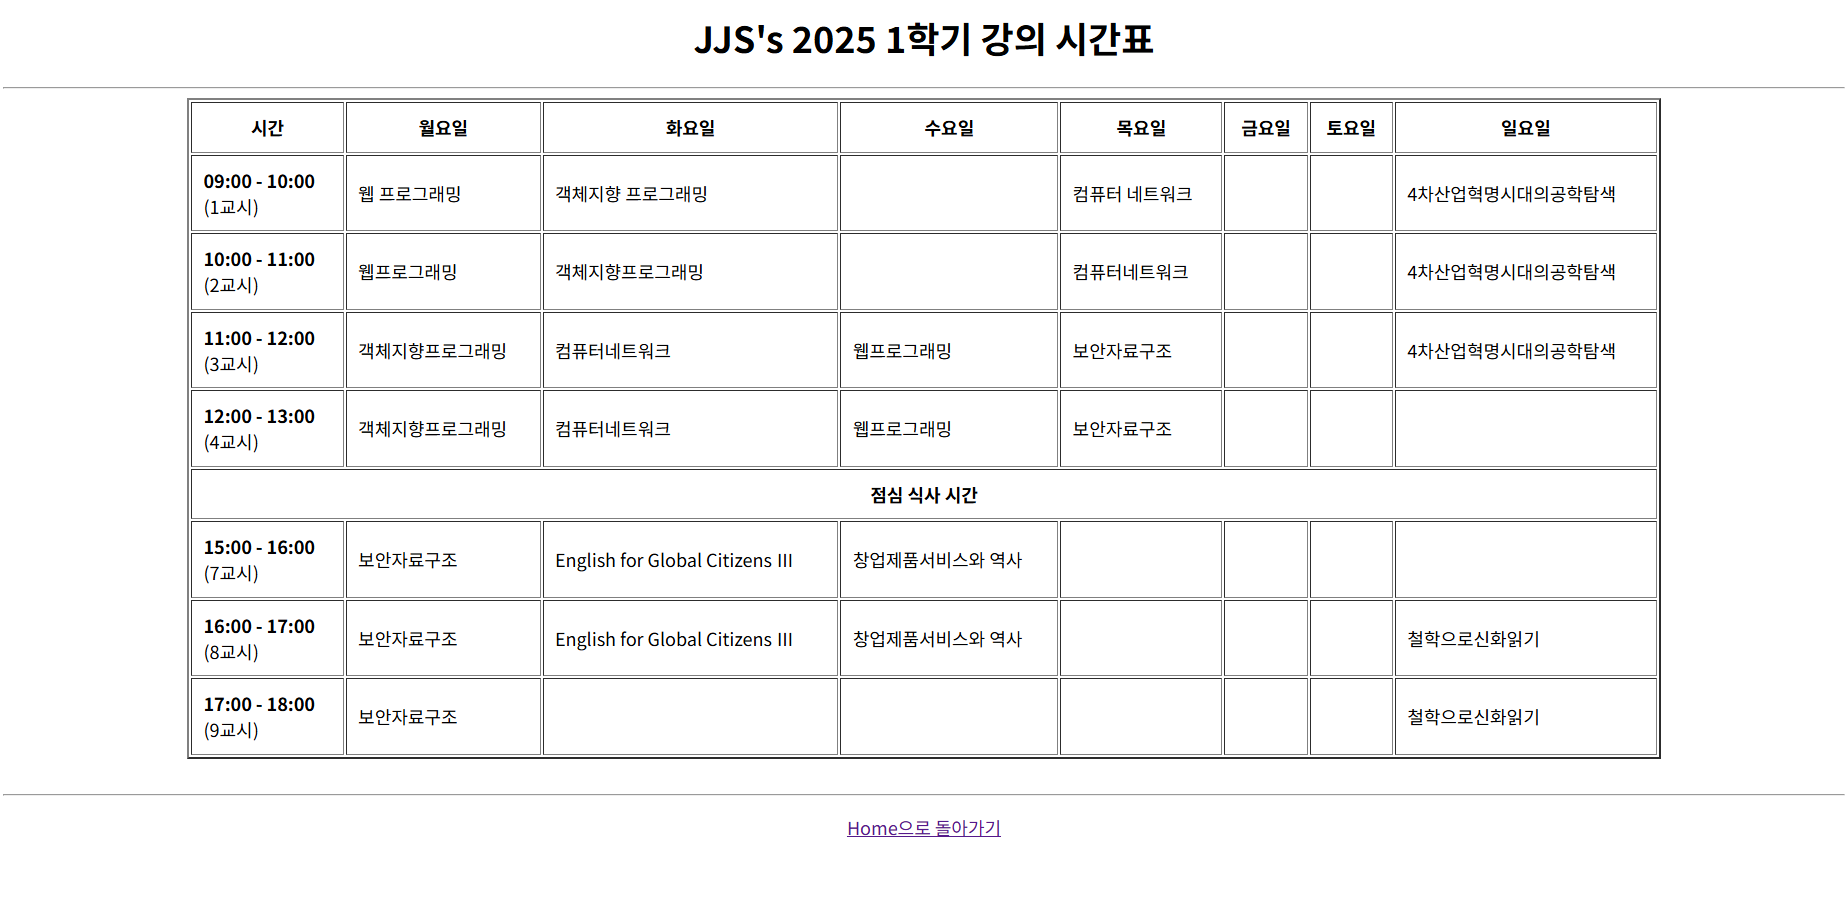 JJS's 2025 1학기 강의 시간표
시간 월요일 화요일 수요일 목요일 금요일 토요일 일요일
09:00 - 10:00
(1교시) 웹 프로그래밍 객체지향 프로그래밍 컴퓨터 네트워크 4차산업혁명시대의공학탐색
10:00 - 11:00
(2교시) 웹프로그래밍 객체지향프로그래밍 컴퓨터네트워크 4차산업혁명시대의공학탐색
11:00 - 12:00
(3교시) 객체지향프로그래밍 컴퓨터네트워크 웹프로그래밍 보안자료구조 4차산업혁명시대의공학탐색
12:00 - 13:00
(4교시) 객체지향프로그래밍 컴퓨터네트워크 웹프로그래밍 보안자료구조
점심 식사 시간
15:00 - 16:00
(7교시) 보안자료구조 English for Global Citizens III 창업제품서비스와 역사
16:00 - 17:00
(8교시) 보안자료구조 English for Global Citizens III 창업제품서비스와 역사 철학으로신화읽기
17:00 - 18:00
(9교시) 보안자료구조 철학으로신화읽기
Home으로 돌아가기